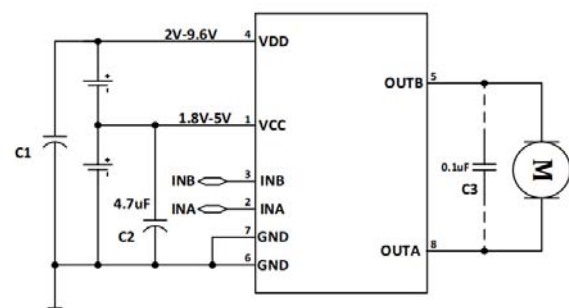 2V-9.6V
4
VDD
OUTB
5
1.8V-5V
1
VCC
C1
INB
3
INB
0.1uF
C3
M
4.7uF
INA
2
INA
C2
7
GND
OUTA
8
6
GND